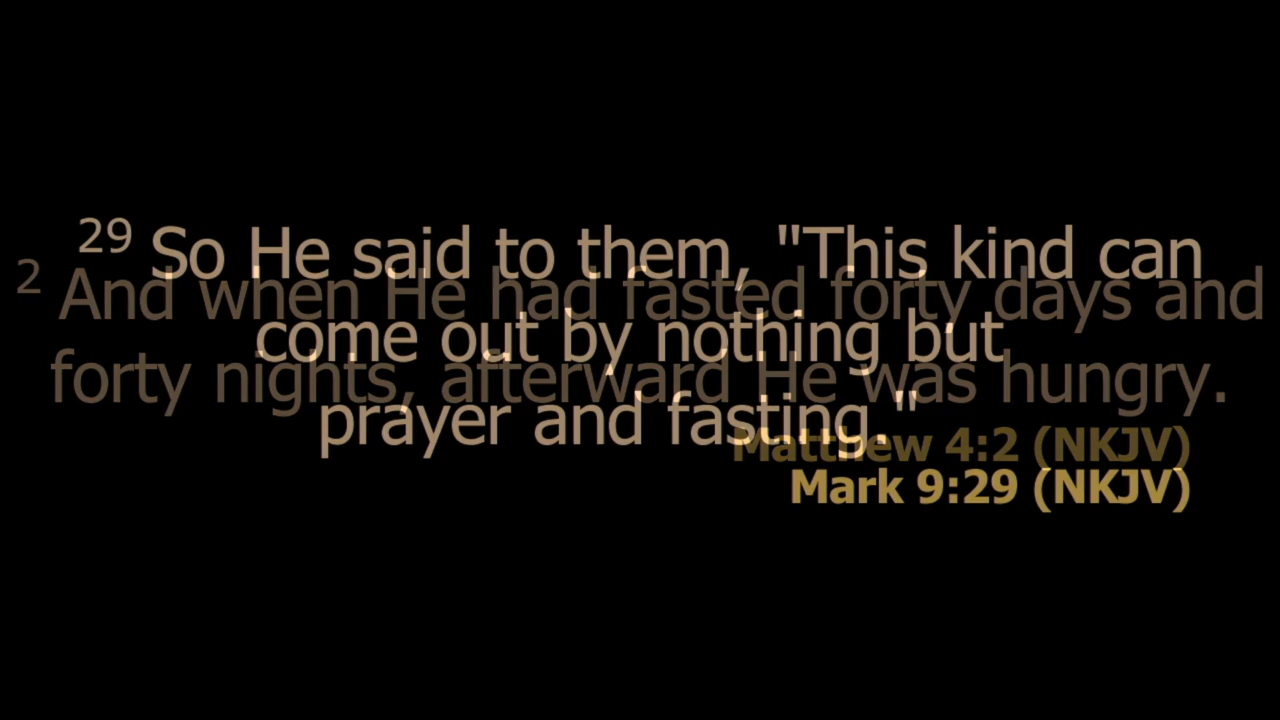 29 So He said to them, "This kind can
come out by nothing but
prayer and fasting."
Mark 9:29 (NKJV)
2 And when He had fasted forty days and
forty nights, afterward He was hungry.
Matthew 4:2 (NKJV)